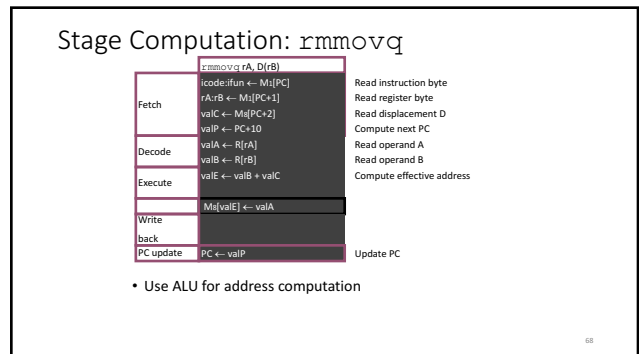 Stage Computation: rmmovq
rmmovq rA, D(rB)
Fetch
icode:ifun ← M1[PC] Read instruction byte
rA:rB ← M1[PC+1] Read register byte
valC ← M8[PC+2] Read displacement D
valP ← PC+10 Compute next PC
Decode
valA ← R[rA] Read operand A
valB ← R[rB] Read operand B
Execute
valE ← valB + valC Compute effective address
M8[valE] ← valA
Write
back
PC update PC ← valP Update PC
• Use ALU for address computation
68